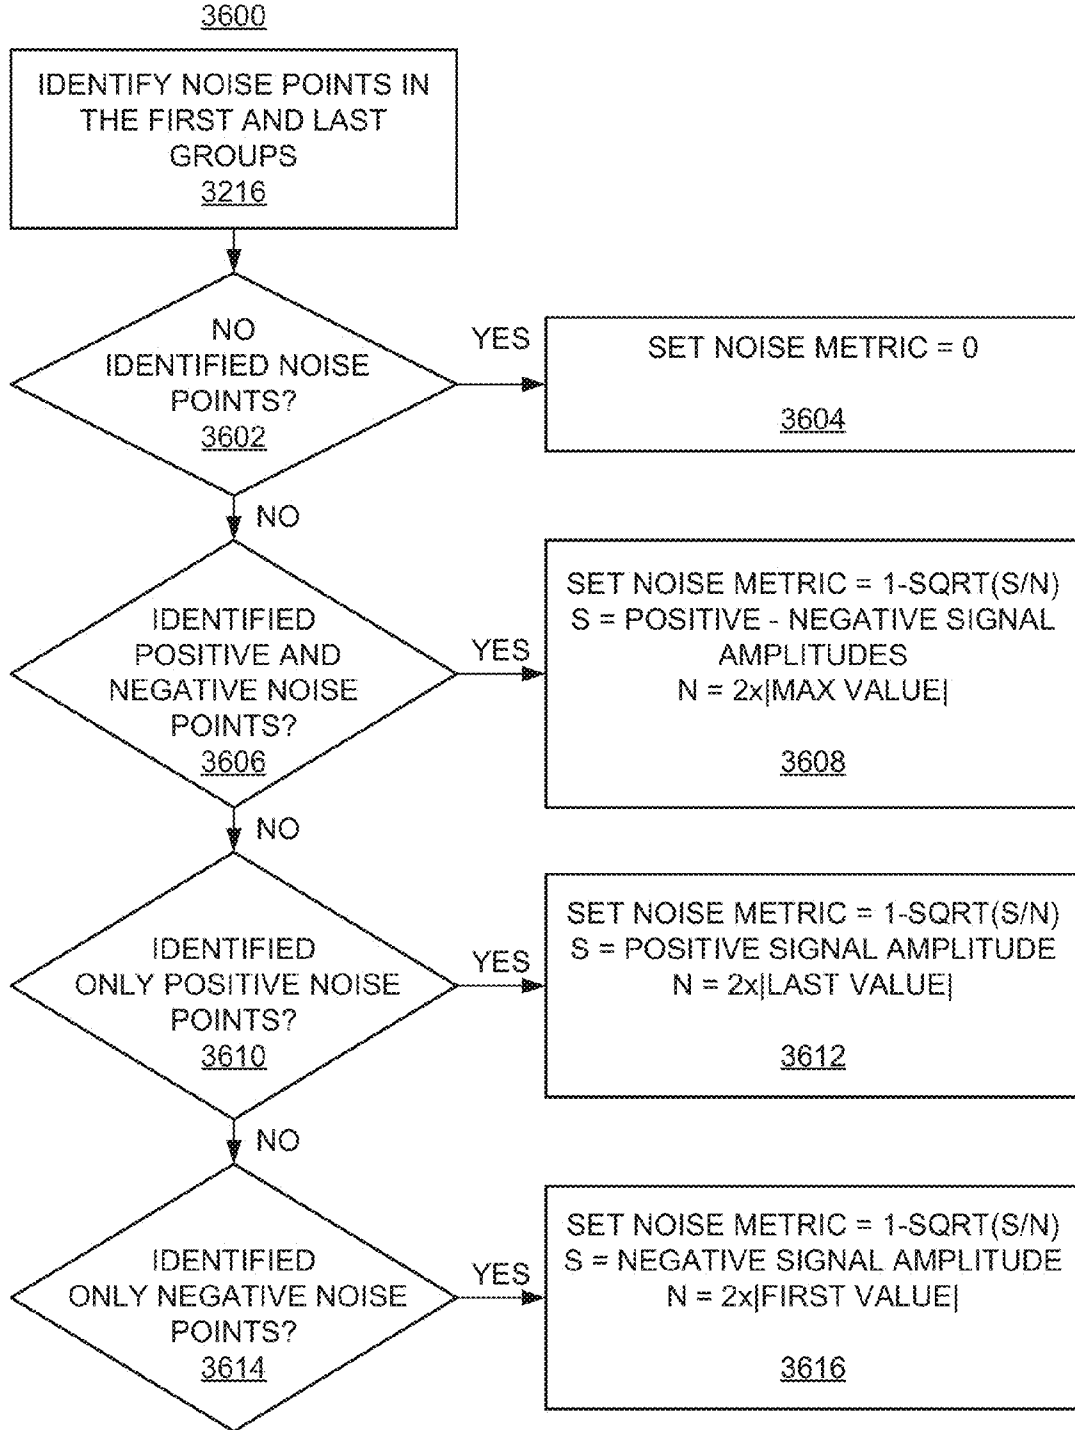 3600
IDENTIFY NOISE POINTS IN
THE FIRST AND LAST
GROUPS
3216
NO
IDENTIFIED NOISE
POINTS?
3602
YES
SET NOISE METRIC = 0
3604
NO
IDENTIFIED
POSITIVE AND
NEGATIVE NOISE
POINTS?
3606
YES
SET NOISE METRIC = 1-SQRT(S/N)
S = POSITIVE - NEGATIVE SIGNAL
AMPLITUDES
N = 2x|MAX VALUE|
3608
NO
IDENTIFIED
ONLY POSITIVE NOISE
POINTS?
3610
YES
SET NOISE METRIC = 1-SQRT(S/N)
S = POSITIVE SIGNAL AMPLITUDE
N = 2x|LAST VALUE|
3612
NO
IDENTIFIED
ONLY NEGATIVE NOISE
POINTS?
3614
YES
SET NOISE METRIC = 1-SQRT(S/N)
S = NEGATIVE SIGNAL AMPLITUDE
N = 2x|FIRST VALUE|
3616